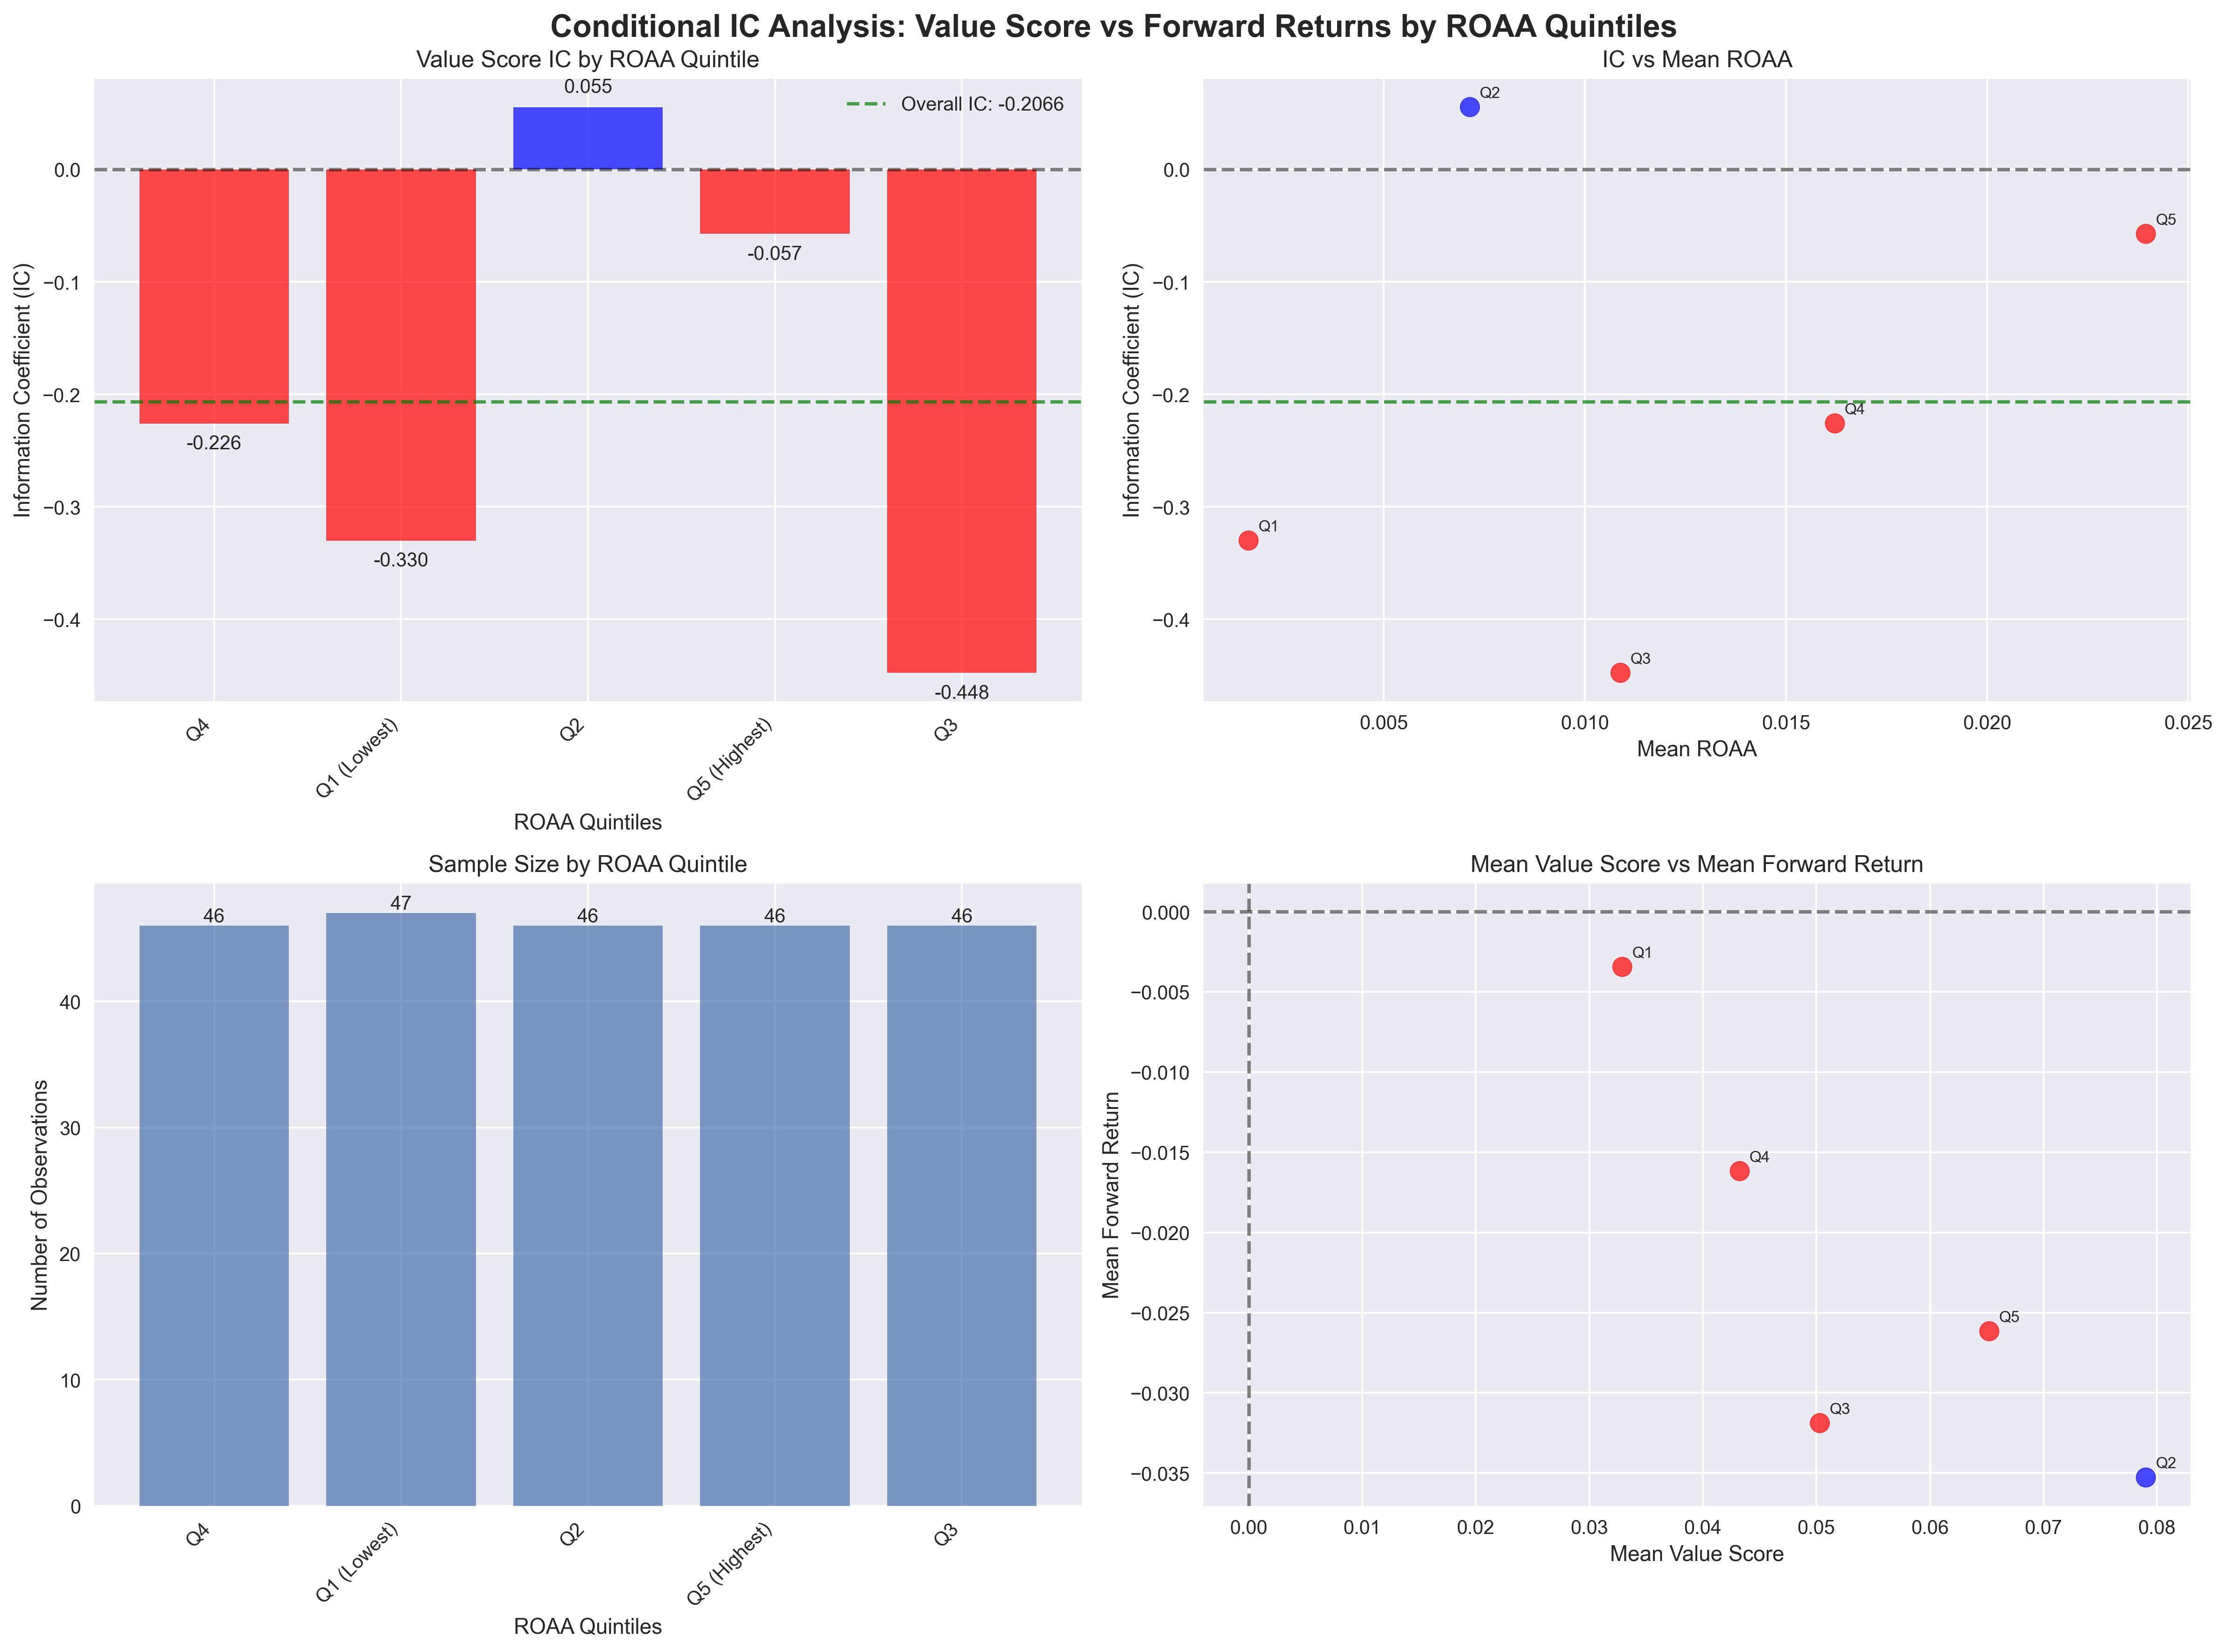 Conditional IC Analysis: Value Score vs Forward Returns by ROAA Quintiles
Value Score IC by ROAA Quintile
0.055
Overall IC: -0.2066
0.0
-0.057
−0.1
−0.2
-0.226
−0.3
-0.330
−0.4
-0.448
Information Coefficient (IC)
Q4
Q1 (Lowest)
Q2
Q5 (Highest)
Q3
ROAA Quintiles
IC vs Mean ROAA
Q2
0.0
Q5
−0.1
−0.2
Q4
−0.3
Q1
−0.4
Q3
Information Coefficient (IC)
0.005
0.010
0.015
0.020
0.025
Mean ROAA
Sample Size by ROAA Quintile
46
47
46
46
46
40
30
20
10
0
Number of Observations
Q4
Q1 (Lowest)
Q2
Q5 (Highest)
Q3
ROAA Quintiles
Mean Value Score vs Mean Forward Return
0.000
Q1
−0.005
−0.010
−0.015
Q4
−0.020
−0.025
Q5
−0.030
Q3
−0.035
Q2
Mean Forward Return
0.00
0.01
0.02
0.03
0.04
0.05
0.06
0.07
0.08
Mean Value Score